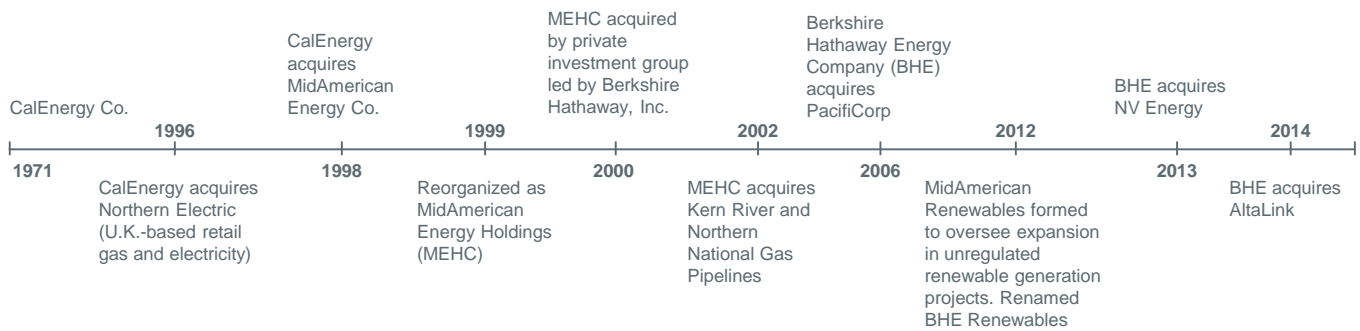 CalEnergy Co.
1971
1996
CalEnergy acquires
Northern Electric
(U.K.-based retail
gas and electricity)
CalEnergy
acquires
MidAmerican
Energy Co.
1998
1999
Reorganized as
MidAmerican
Energy Holdings
(MEHC)
MEHC acquired
by private
investment group
led by Berkshire
Hathaway, Inc.
2000
2002
MEHC acquires
Kern River and
Northern
National Gas
Pipelines
Berkshire
Hathaway Energy
Company (BHE)
acquires
PacifiCorp
2006
2012
MidAmerican
Renewables formed
to oversee expansion
in unregulated
renewable generation
projects. Renamed
BHE Renewables
BHE acquires
NV Energy
2013
2014
BHE acquires
AltaLink